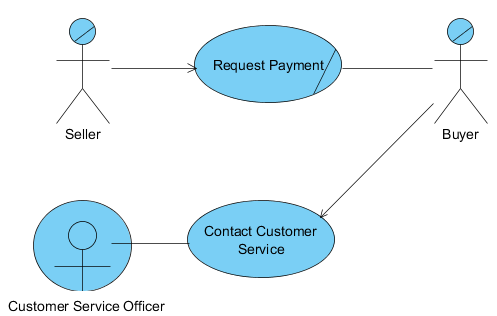 Request Payment
Seller
Buyer
Contact Customer
Service
Customer Service Officer